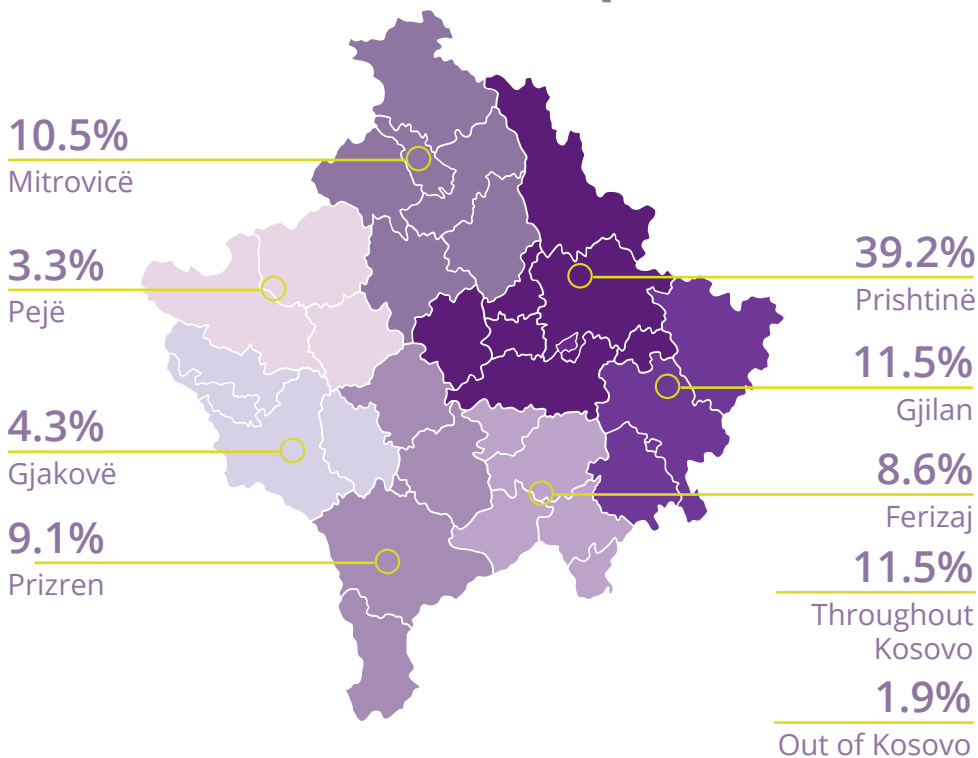 10.5%
Mitrovicë
3.3%
Pejë
4.3%
Gjakovë
9.1%
Prizren
39.2%
Prishtinë
11.5%
Gjilan
8.6%
Ferizaj
11.5%
Throughout
Kosovo
1.9%
Out of Kosovo